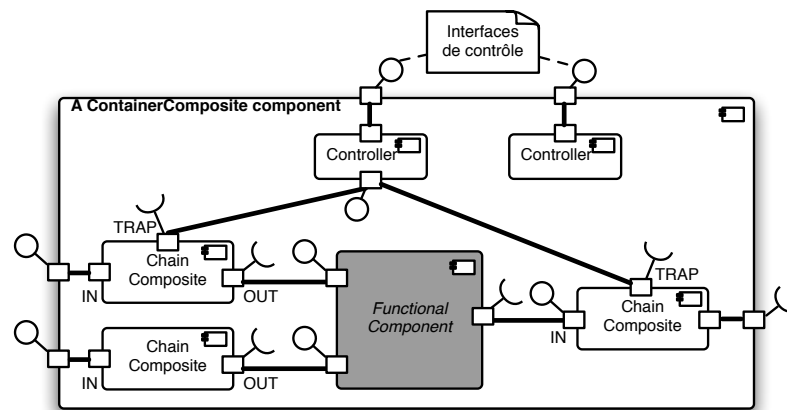 Interfaces
de contrôle
A ContainerComposite component
Controller
Controller
TRAP
Chain
Composite
IN
OUT
Functional
Component
TRAP
Chain
Composite
IN
Chain
Composite
IN
OUT